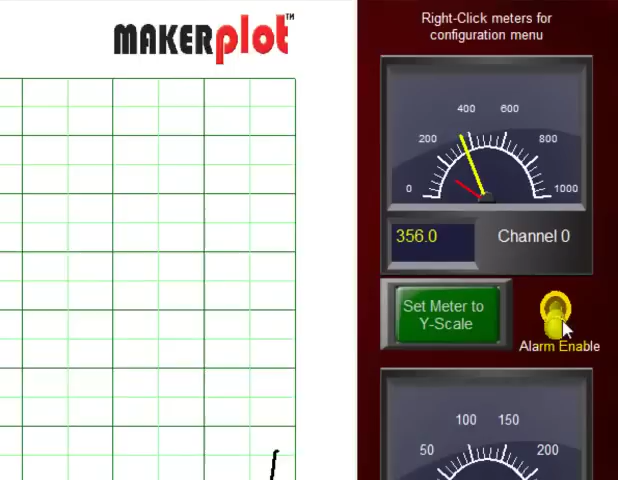 MAKERplot™
Right-Click meters for
configuration menu
400 600
200 800
0 1000
356.0 Channel 0
Set Meter to
Y-Scale
Alarm Enable
100 150
50 200